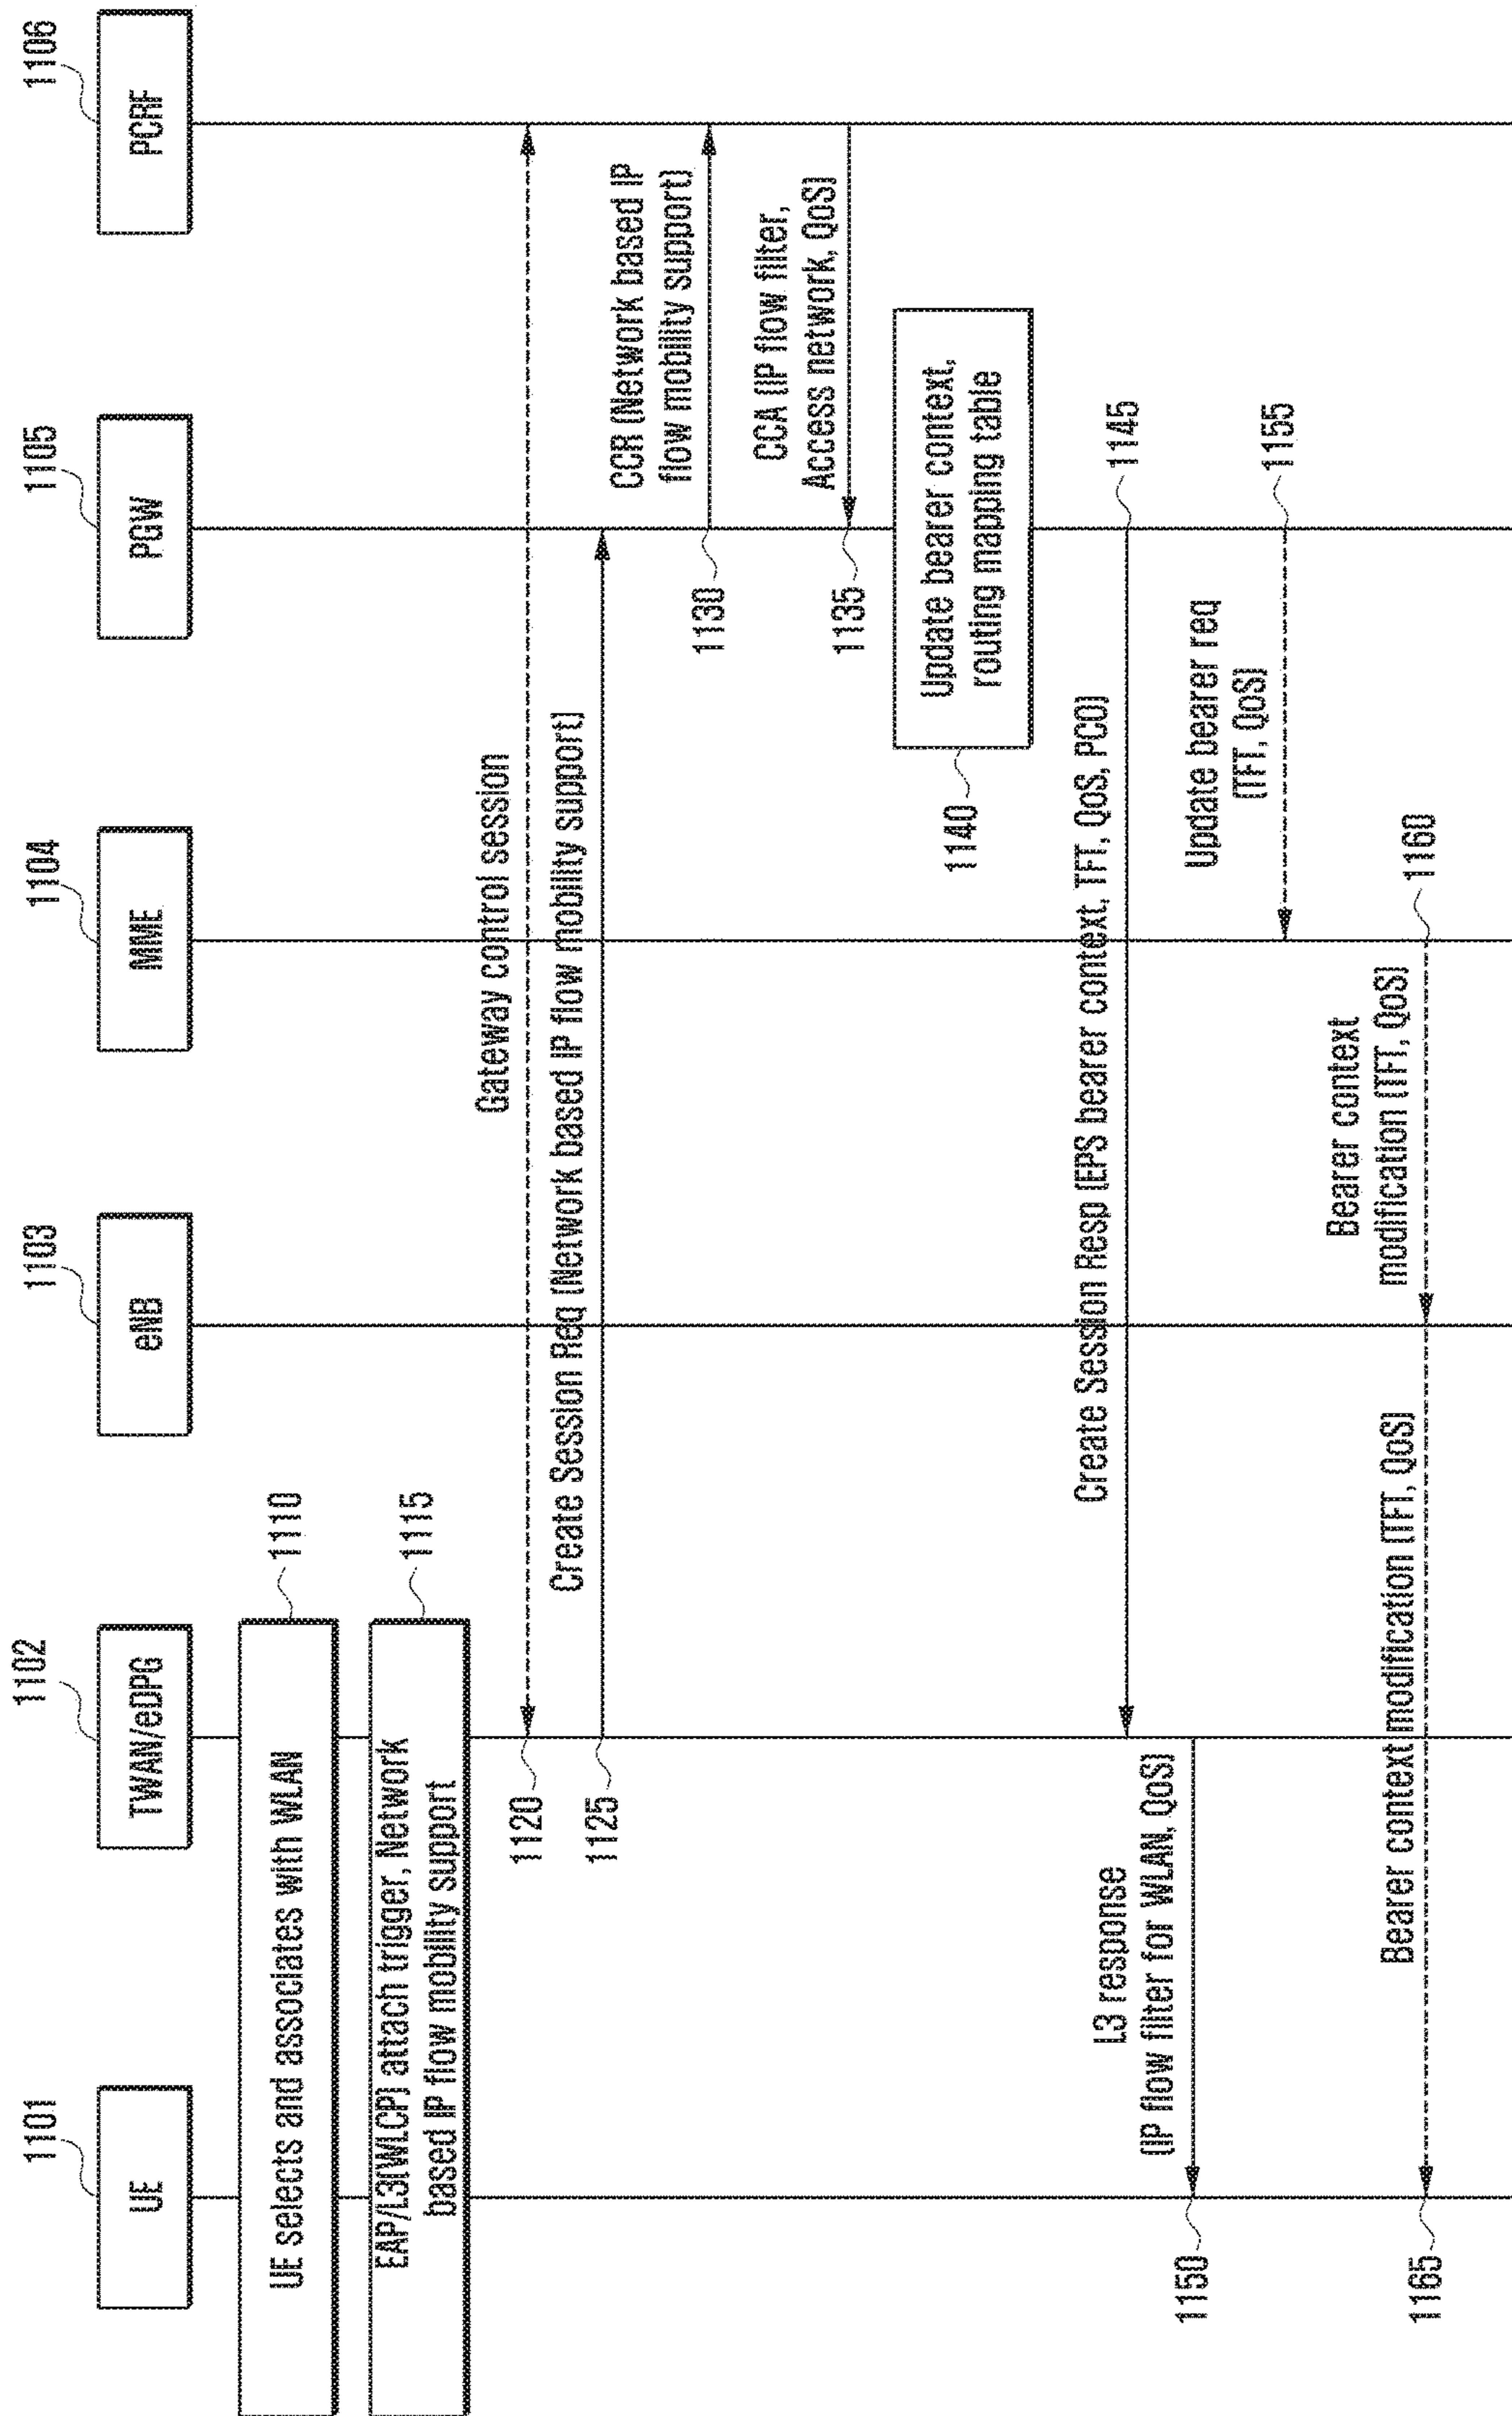 1101
1102
1103
1104
1105
1106
UE
TWAN/eDPG
eNB
MME
PGW
PCRF
UE selects and associates with WLAN
1110
EAP/L3(WLCP) attach trigger, Network
based IP flow mobility support
1115
Gateway control session
1120
Create Session Req (Network based IP flow mobility support)
1125
CCR (Network based IP
flow mobility support)
1130
CCA (IP flow filter,
Access network, QoS)
1135
Update bearer context,
routing mapping table
1140
Create Session Resp (EPS bearer context, TFT, QoS, PCO)
1145
L3 response
(IP flow filter for WLAN, QoS)
1150
Update bearer req
(TFT, QoS)
1155
Bearer context
modification (TFT, QoS)
1160
Bearer context modification (TFT, QoS)
1165